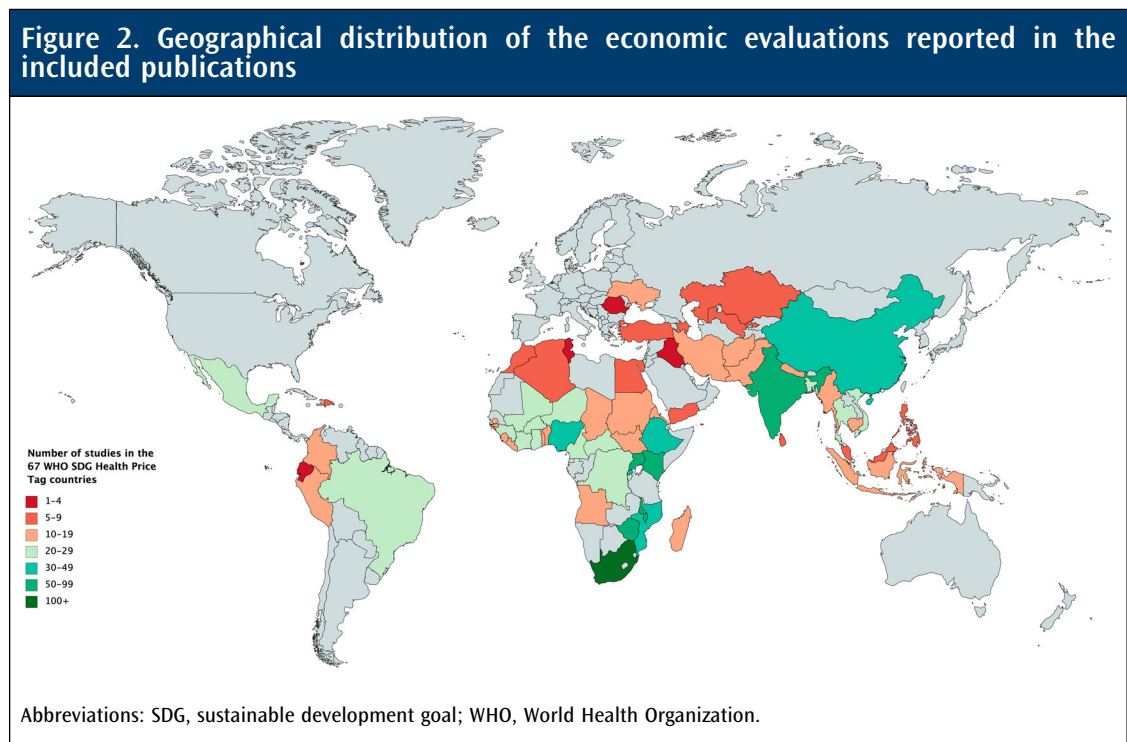 Figure 2. Geographical distribution of the economic evaluations reported in the
included publications
Number of studies in the
67 WHO SDG Health Price
Tag countries
1–4
5–9
10–19
20–29
30–49
50–99
100+
Abbreviations: SDG, sustainable development goal; WHO, World Health Organization.